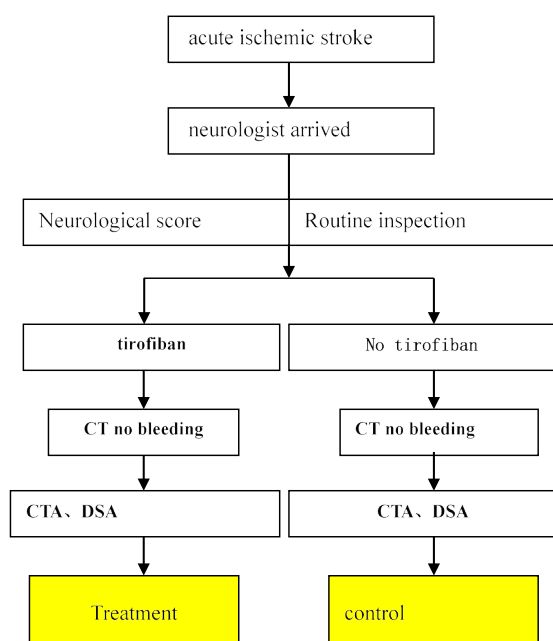 acute ischemic stroke
neurologist arrived
Neurological score
Routine inspection
tirofiban
No tirofiban
CT no bleeding
CT no bleeding
CTA、DSA
CTA、DSA
Treatment
control